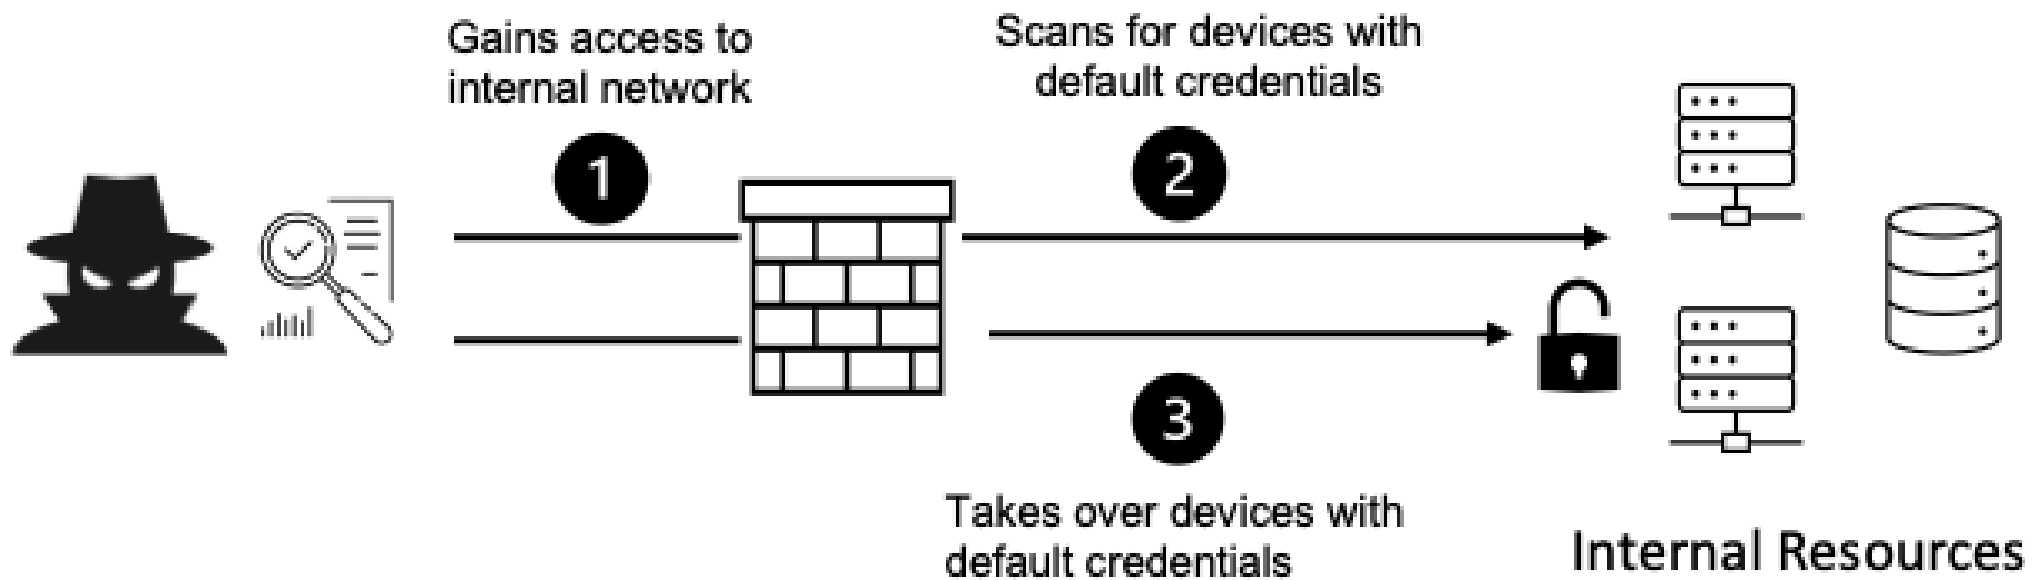 Gains access to
internal network
1
Scans for devices with
default credentials
2
3
Takes over devices with
default credentials
Internal Resources